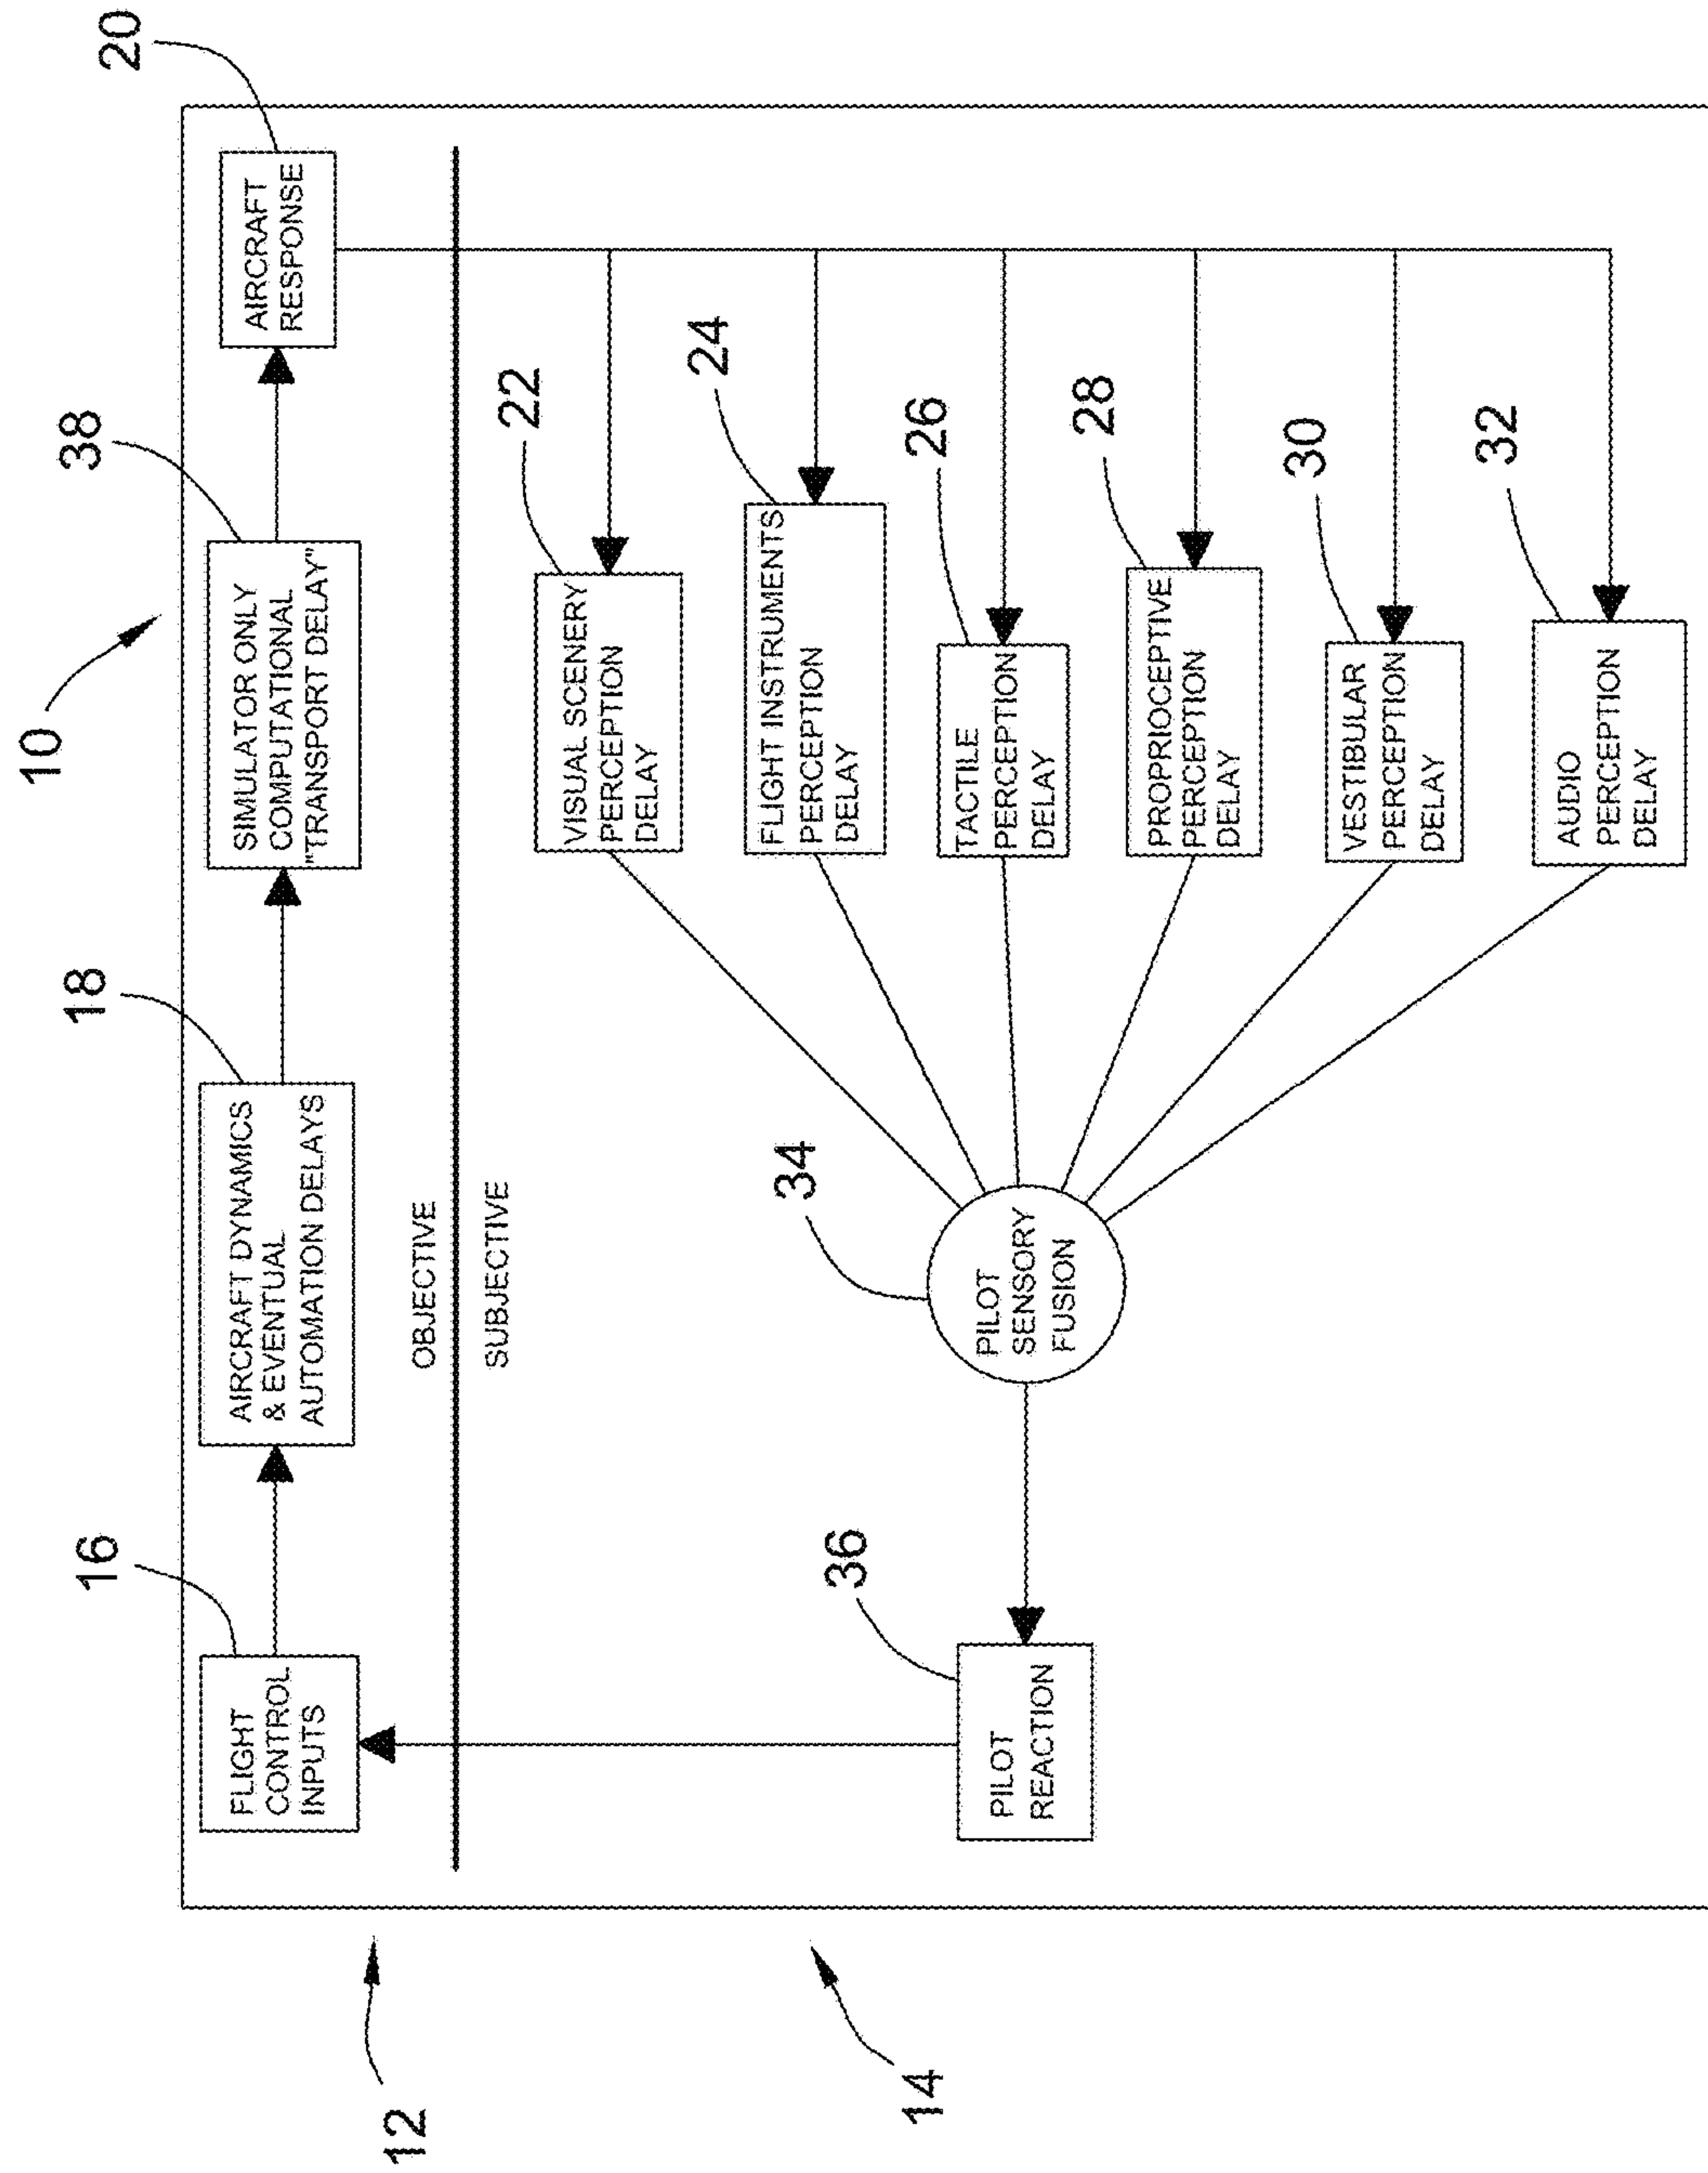 10
38
18
16
20
FLIGHT
CONTROL
INPUTS
AIRCRAFT DYNAMICS
& EVENTUAL
AUTOMATION DELAYS
SIMULATOR ONLY
COMPUTATIONAL
"TRANSPORT DELAY"
AIRCRAFT
RESPONSE
12
OBJECTIVE
SUBJECTIVE
14
22
VISUAL SCENERY
PERCEPTION
DELAY
24
FLIGHT INSTRUMENTS
PERCEPTION
DELAY
26
TACTILE
PERCEPTION
DELAY
28
PROPRIOCEPTIVE
PERCEPTION
DELAY
30
VESTIBULAR
PERCEPTION
DELAY
32
AUDIO
PERCEPTION
DELAY
34
PILOT
SENSORY
FUSION
36
PILOT
REACTION